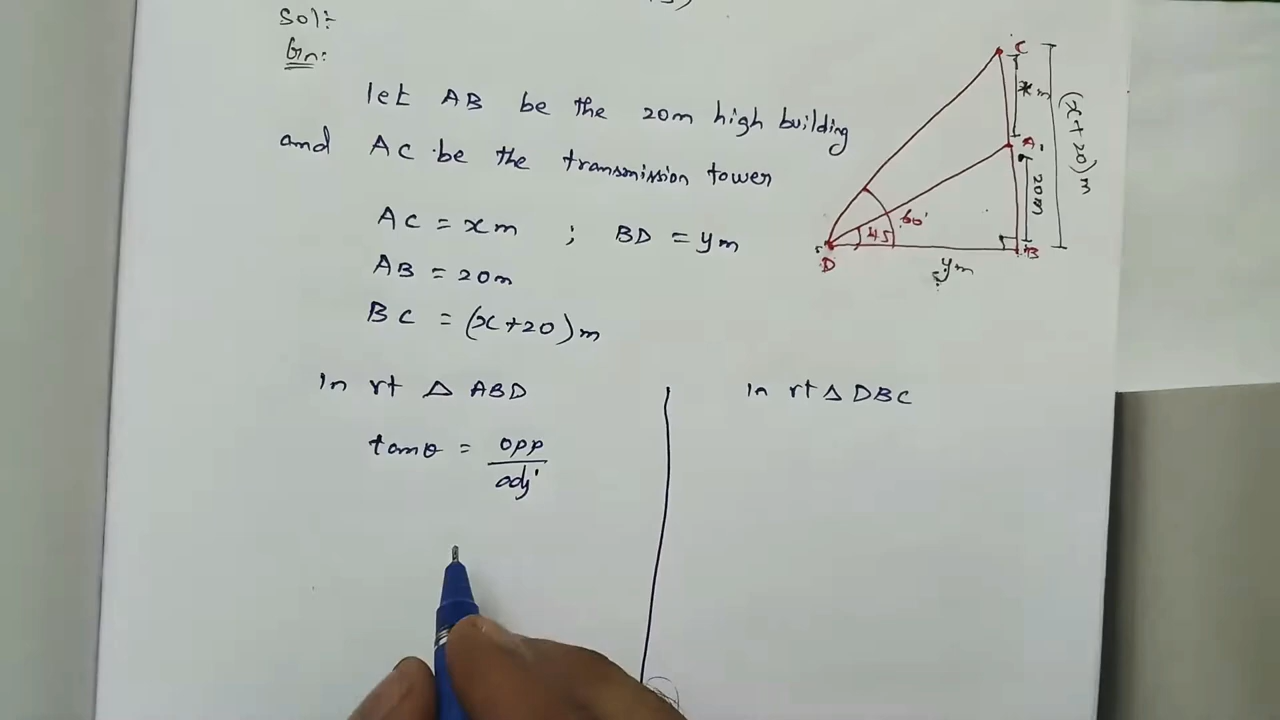 Sol:-
Gn:
let AB be the 20m high building
and AC be the transmission tower
AC = x m ; BD = y m
AB = 20m
BC = (x+20) m
In rt Δ ABD
tanθ = opp/adj
In rt Δ DBC
C
x m
A
20m
(x+20) m
60°
45
D
B
y m